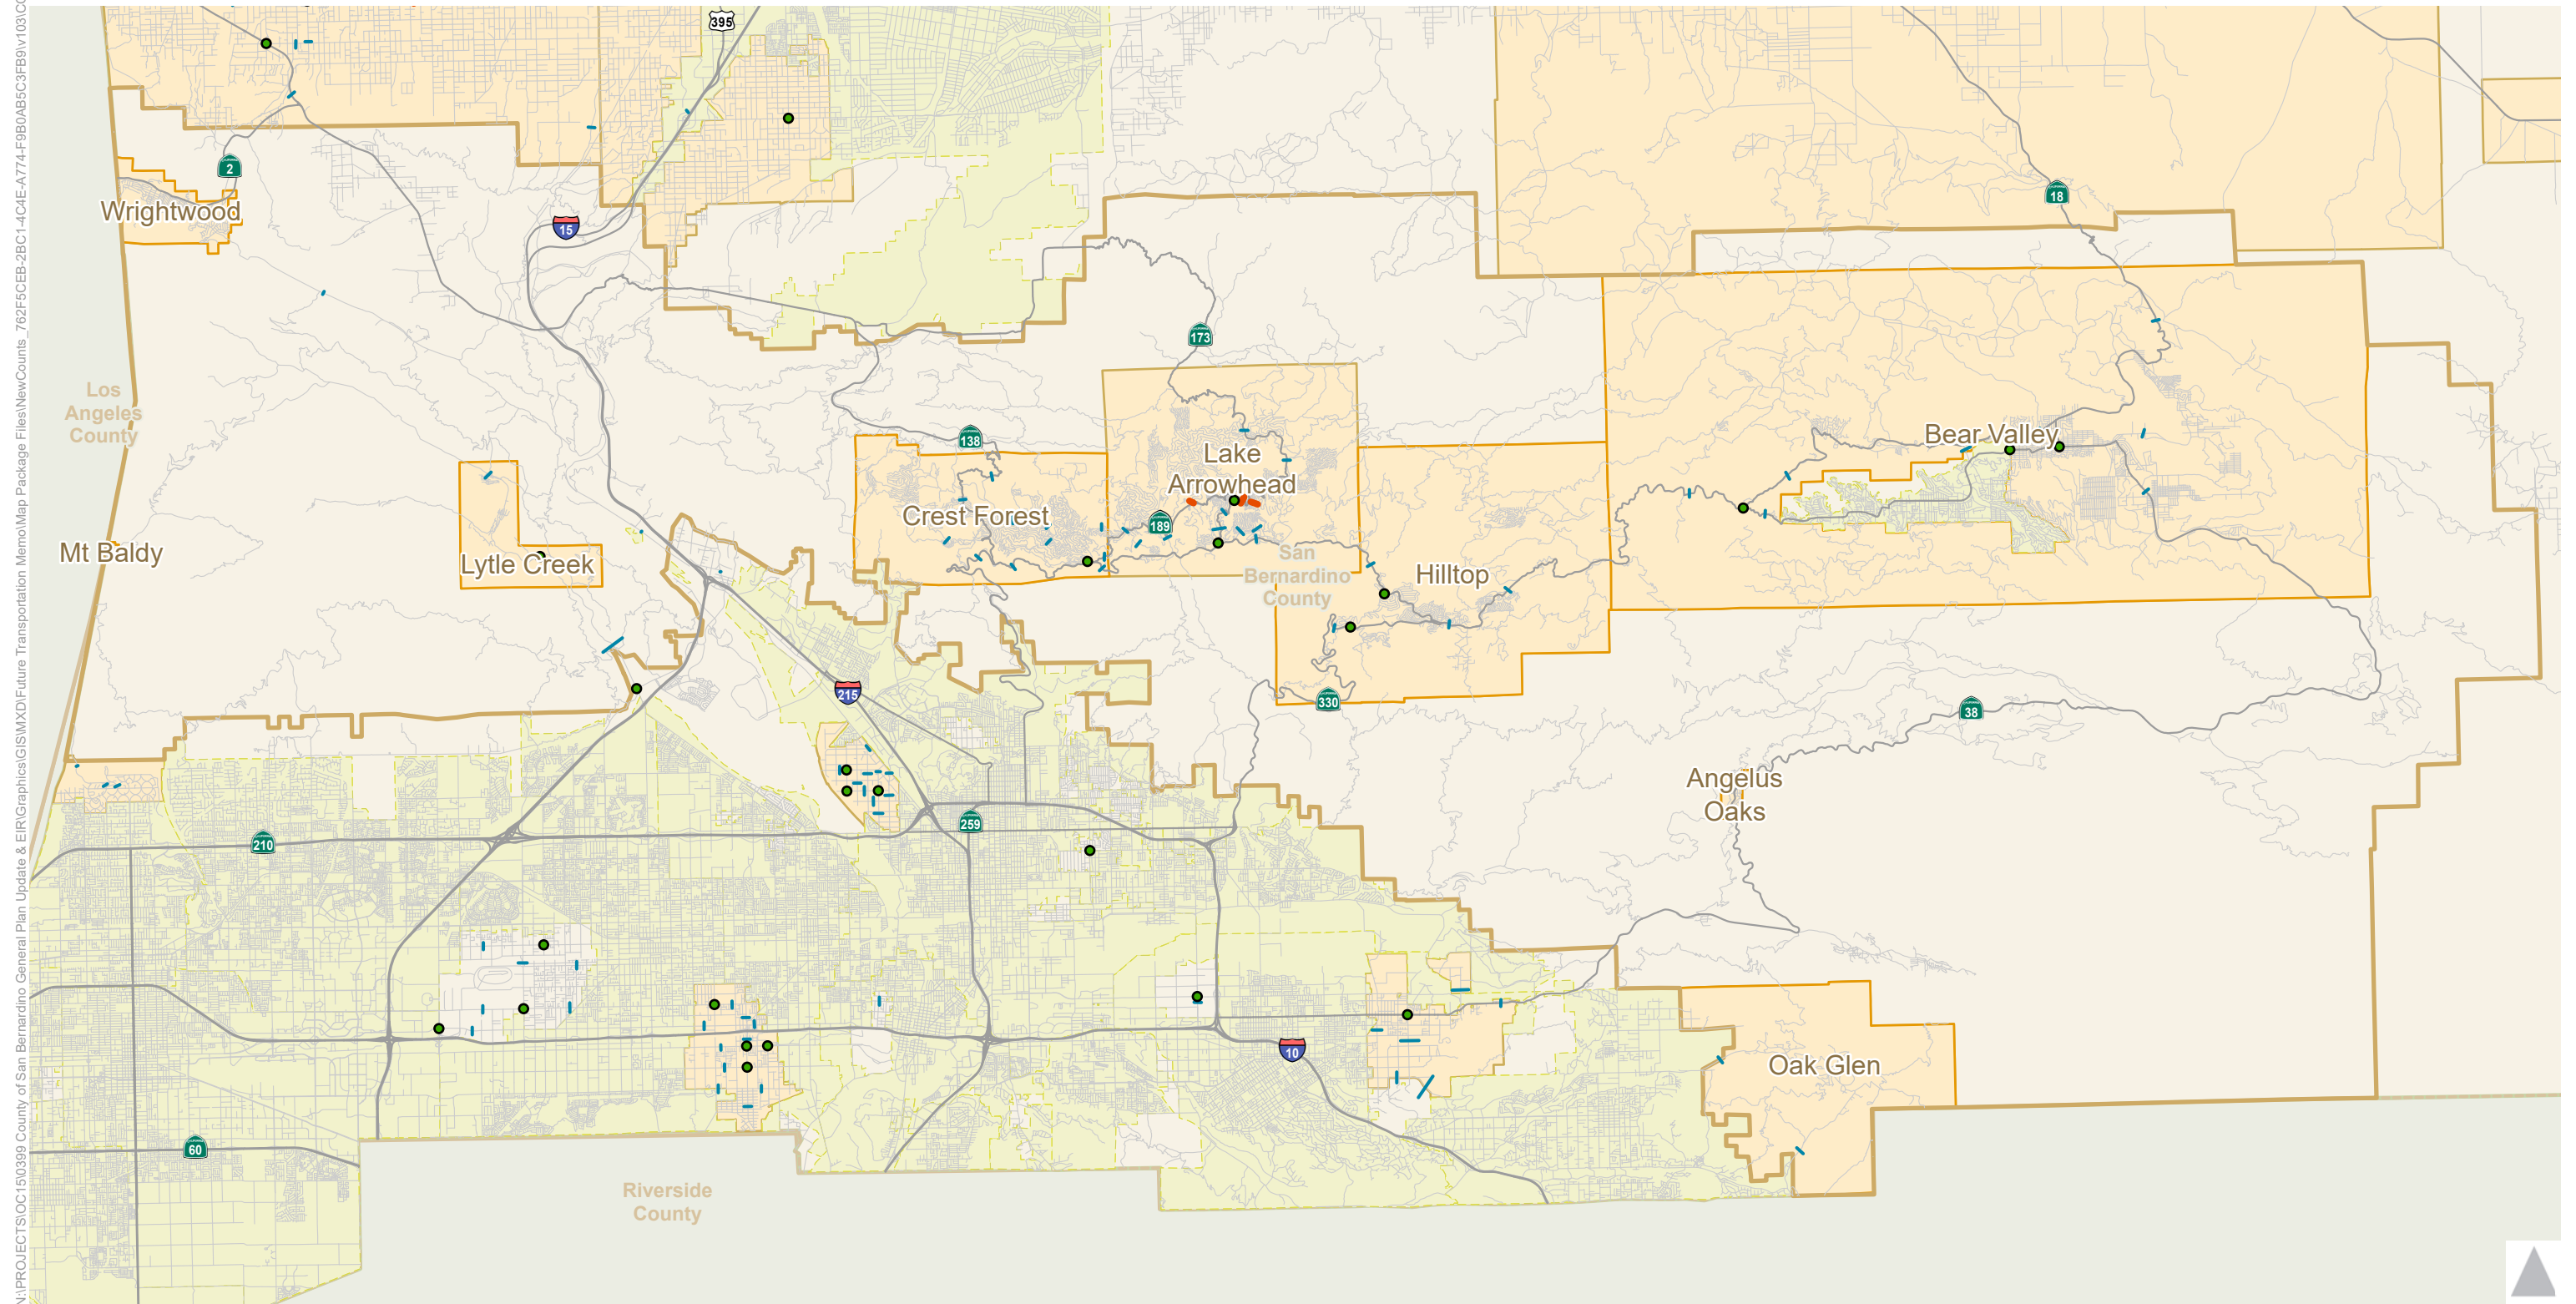 N:\PROJECTS\OC15\0399 County of San Bernardino General Plan Update & EIR\Graphics\GIS\MXD\Future Transportation Memo\Map Package Files\NewCounts_762F5CEB-2BC1-4C4E-A774-F9B0AB5C3FB9\v103\CO
395
2
Wrightwood
15
18
173
Los
Angeles
County
138
Bear Valley
Lake
Arrowhead
Crest Forest
189
Mt Baldy
Lytle Creek
San
Bernardino
County
Hilltop
215
330
38
Angelus
Oaks
259
210
10
Oak Glen
60
Riverside
County